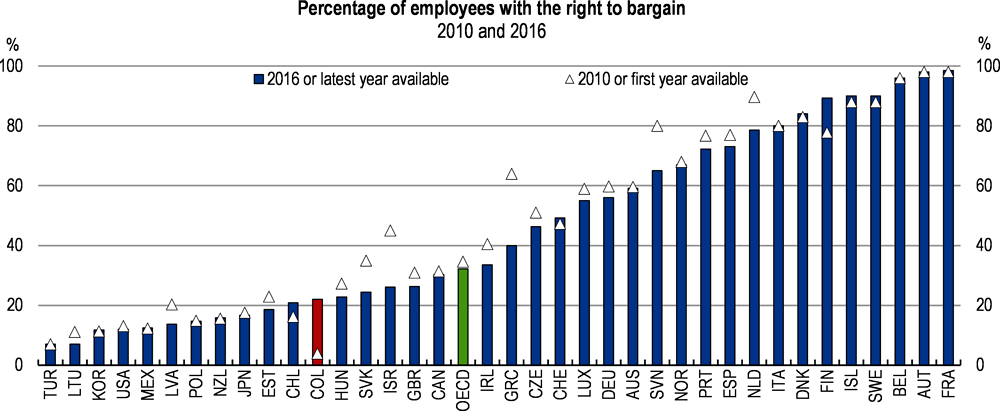 Percentage of employees with the right to bargain
2010 and 2016
% %
2016 or latest year available 2010 or first year available
100 100
80 80
60 60
40 40
20 20
0 0
TUR LTU KOR USA MEX LVA POL NZL JPN EST CHL COL HUN SVK ISR GBR CAN OECD IRL GRC CZE CHE LUX DEU AUS SVN NOR PRT ESP NLD ITA DNK FIN ISL SWE BEL AUT FRA